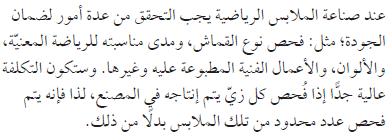 عند صناعة الملابس الرياضية يجب التحقق من عدة أمور لضمان
الجودة؛ مثل: فحص نوع القماش، ومدى مناسبته للرياضة المعنيّة،
والألوان، والأعمال الفنية المطبوعة عليه وغيرها. وستكون التكلفة
عالية جدًّا إذا فُحص كل زيّ يتم إنتاجه في المصنع، لذا فإنه يتم
فحص عدد محدود من تلك الملابس بدلًا من ذلك.